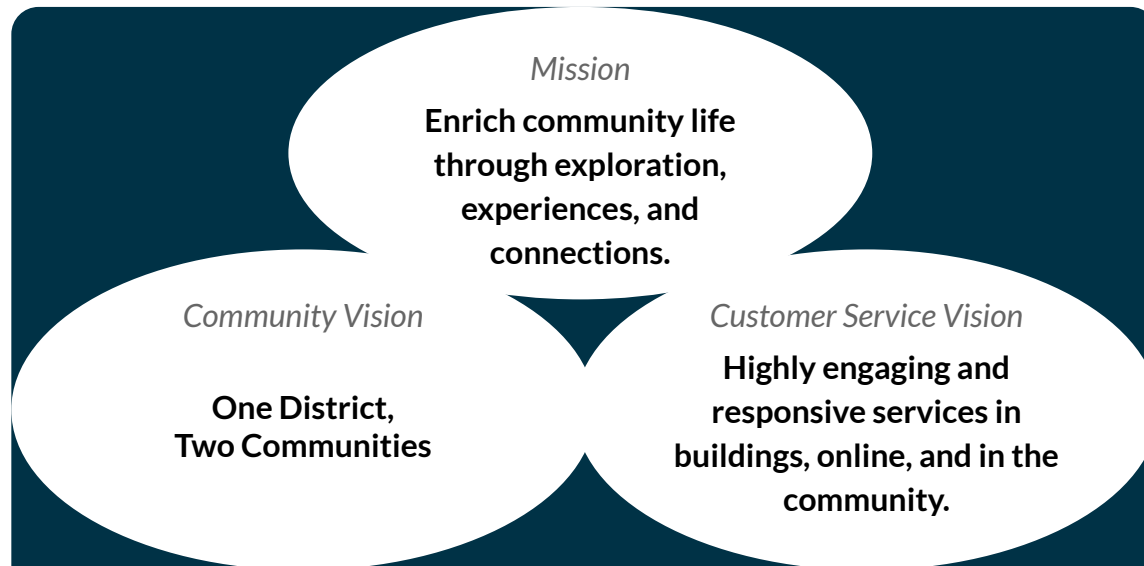 Mission
Enrich community life
through exploration,
experiences, and
connections.
Community Vision
One District,
Two Communities
Customer Service Vision
Highly engaging and
responsive services in
buildings, online, and in the
community.